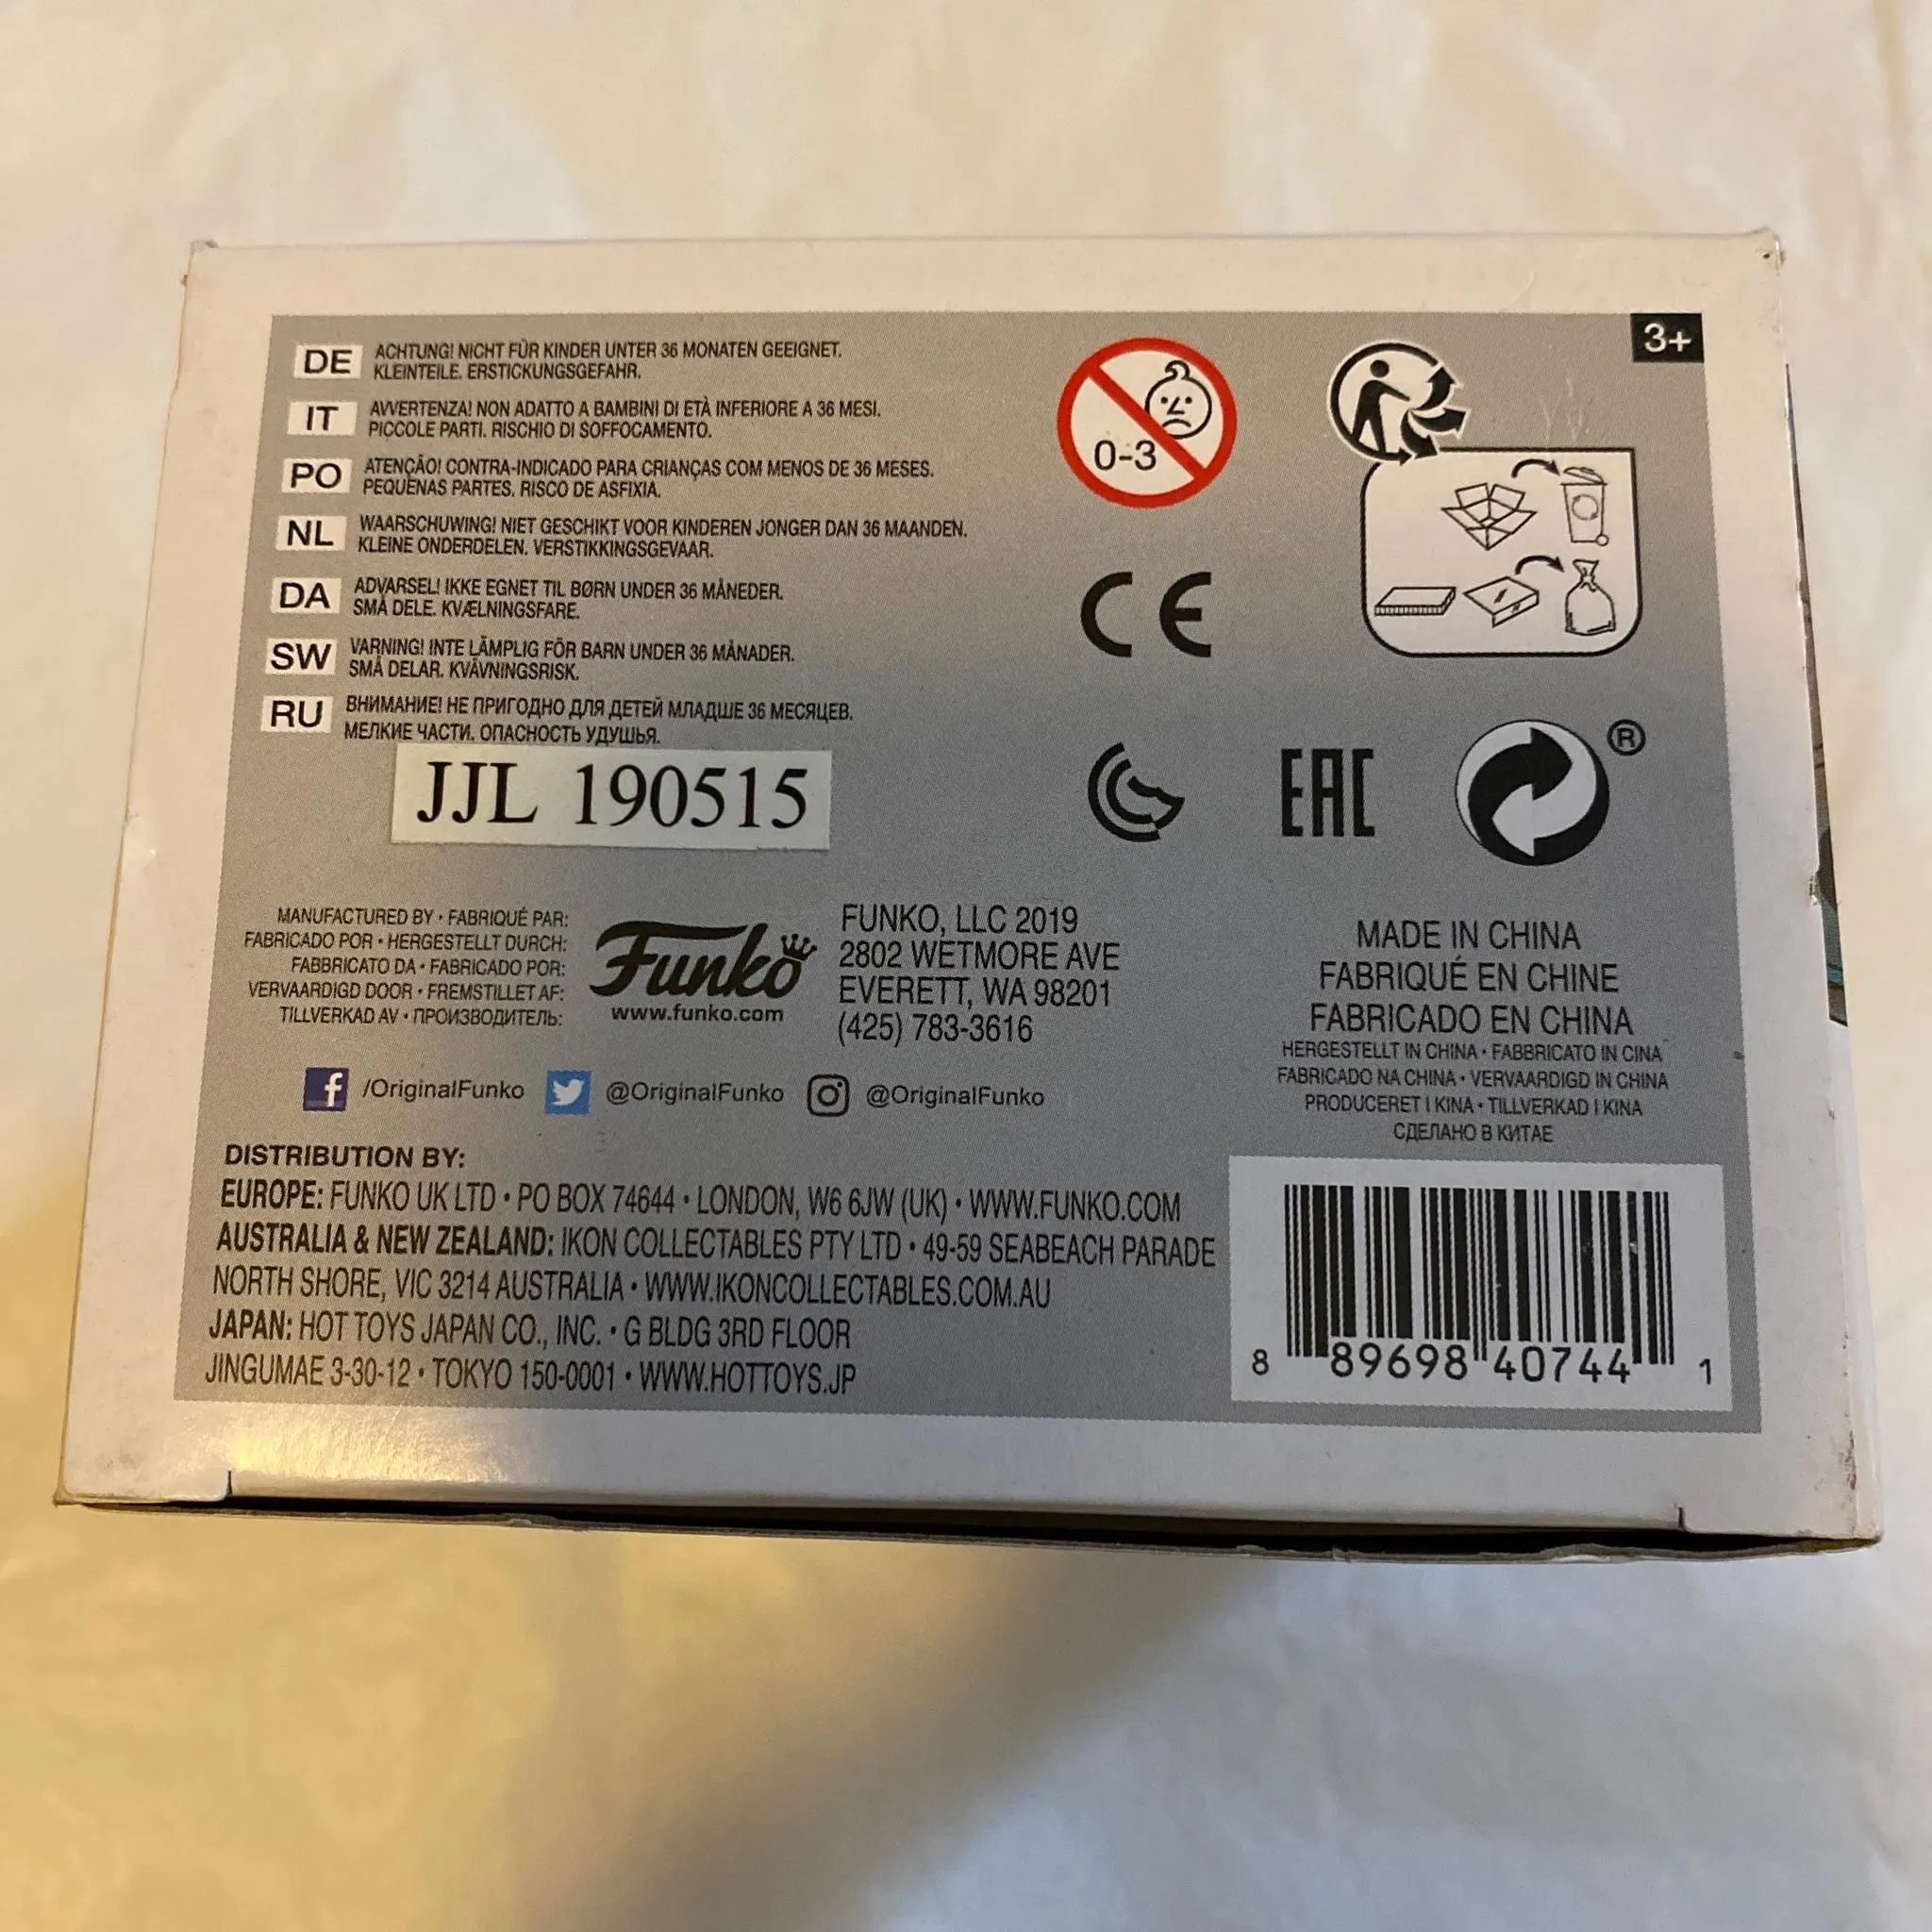 3+
DE ACHTUNG! NICHT FÜR KINDER UNTER 36 MONATEN GEEIGNET.
KLEINTEILE. ERSTICKUNGSGEFAHR.
IT AVVERTENZA! NON ADATTO A BAMBINI DI ETÀ INFERIORE A 36 MESI.
PICCOLE PARTI. RISCHIO DI SOFFOCAMENTO.
PO ATENÇÃO! CONTRA-INDICADO PARA CRIANÇAS COM MENOS DE 36 MESES.
PEQUENAS PARTES. RISCO DE ASFIXIA.
NL WAARSCHUWING! NIET GESCHIKT VOOR KINDEREN JONGER DAN 36 MAANDEN.
KLEINE ONDERDELEN. VERSTIKKINGSGEVAAR.
DA ADVARSEL! IKKE EGNET TIL BØRN UNDER 36 MÅNEDER.
SMÅ DELE. KVÆLNINGSFARE.
SW VARNING! INTE LÄMPLIG FÖR BARN UNDER 36 MÅNADER.
SMÅ DELAR. KVÄVNINGSRISK.
RU ВНИМАНИЕ! НЕ ПРИГОДНО ДЛЯ ДЕТЕЙ МЛАДШЕ 36 МЕСЯЦЕВ.
МЕЛКИЕ ЧАСТИ. ОПАСНОСТЬ УДУШЬЯ.
0-3
CE
EAC
®
JJL 190515
MANUFACTURED BY • FABRIQUÉ PAR:
FABRICADO POR • HERGESTELLT DURCH:
FABBRICATO DA • FABRICADO POR:
VERVAARDIGD DOOR • FREMSTILLET AF:
TILLVERKAD AV • ПРОИЗВОДИТЕЛЬ:
Funko
www.funko.com
FUNKO, LLC 2019
2802 WETMORE AVE
EVERETT, WA 98201
(425) 783-3616
MADE IN CHINA
FABRIQUÉ EN CHINE
FABRICADO EN CHINA
HERGESTELLT IN CHINA • FABBRICATO IN CINA
FABRICADO NA CHINA • VERVAARDIGD IN CHINA
PRODUCERET I KINA • TILLVERKAD I KINA
СДЕЛАНО В КИТАЕ
f /OriginalFunko @OriginalFunko @OriginalFunko
DISTRIBUTION BY:
EUROPE: FUNKO UK LTD • PO BOX 74644 • LONDON, W6 6JW (UK) • WWW.FUNKO.COM
AUSTRALIA & NEW ZEALAND: IKON COLLECTABLES PTY LTD • 49-59 SEABEACH PARADE
NORTH SHORE, VIC 3214 AUSTRALIA • WWW.IKONCOLLECTABLES.COM.AU
JAPAN: HOT TOYS JAPAN CO., INC. • G BLDG 3RD FLOOR
JINGUMAE 3-30-12 • TOKYO 150-0001 • WWW.HOTTOYS.JP
8 89698 40744 1